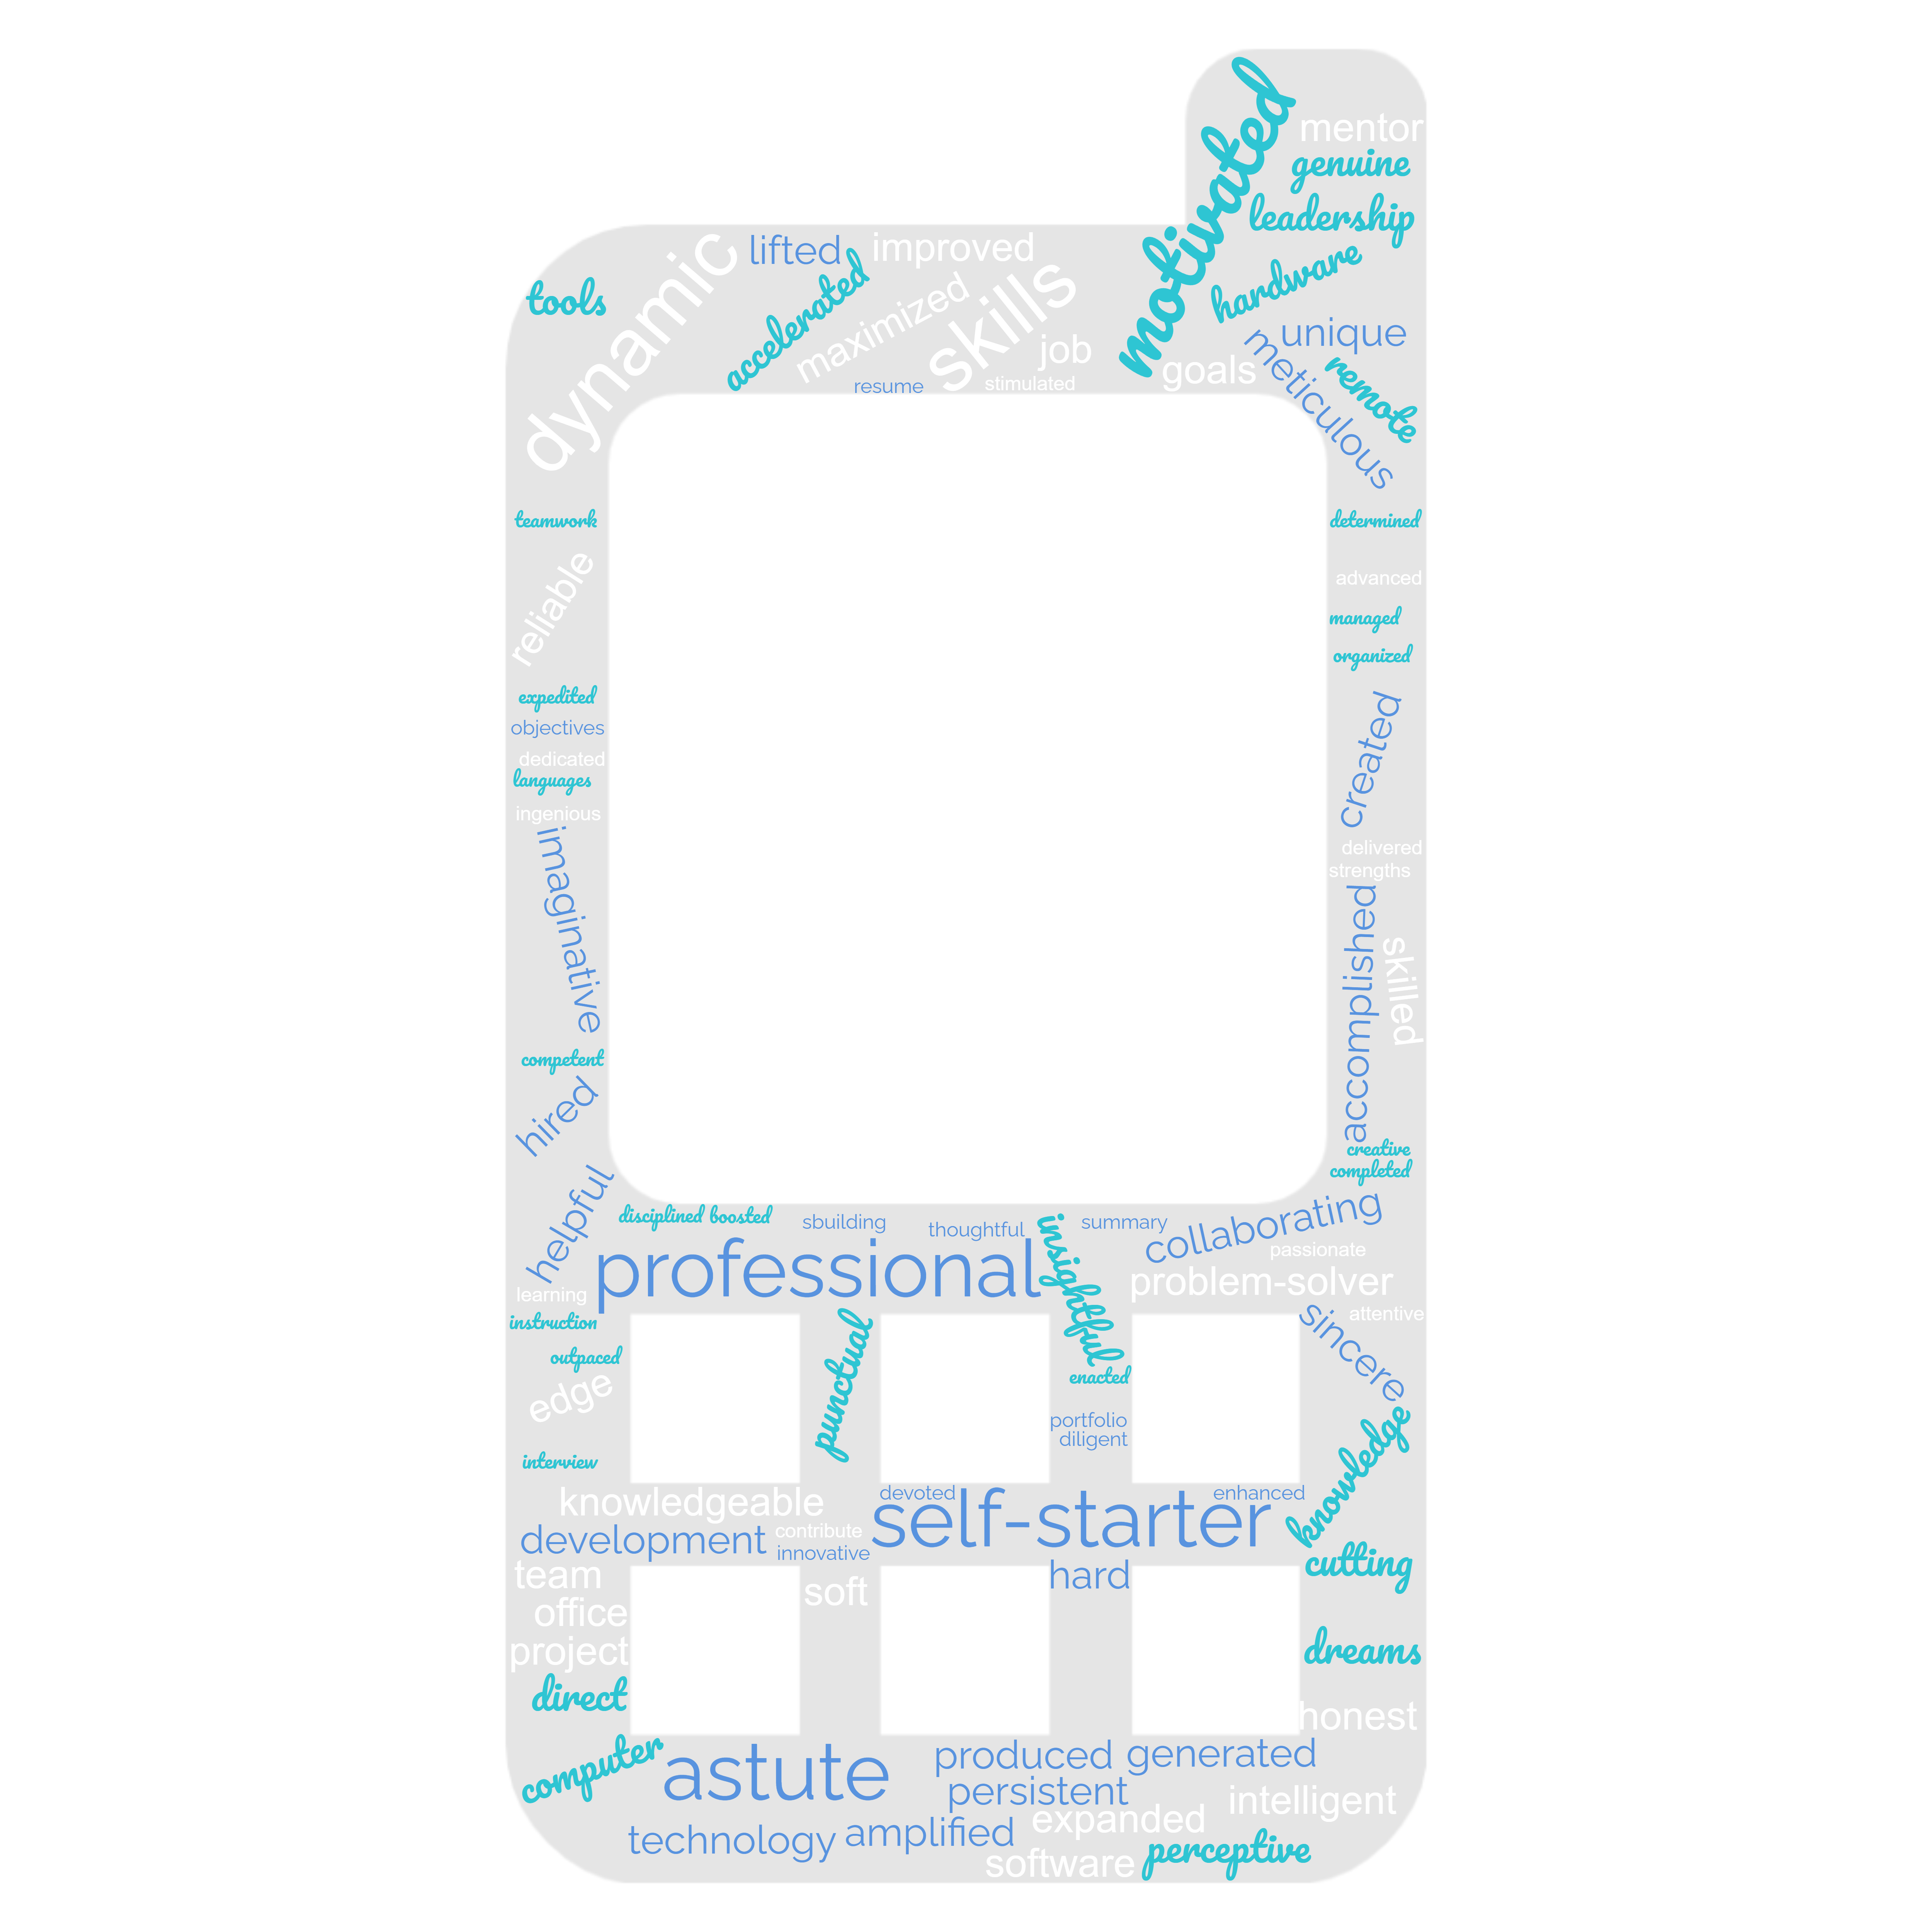 motivated
mentor
genuine
leadership
hardware
unique
meticulous
remote
goals
lifted
improved
tools
dynamic
accelerated
maximized
skills
job
resume
stimulated
teamwork
determined
reliable
advanced
managed
organized
expedited
objectives
dedicated
languages
ingenious
created
imaginative
delivered
strengths
accomplished
skilled
competent
hired
creative
completed
helpful
disciplined
boosted
sbuilding
thoughtful
insightful
summary
collaborating
passionate
professional
problem-solver
learning
instruction
attentive
sincere
outpaced
punctual
enacted
edge
portfolio
diligent
knowledge
interview
knowledgeable
devoted
self-starter
enhanced
development
contribute
innovative
cutting
team
soft
hard
office
project
dreams
direct
honest
computer
astute
produced
generated
persistent
intelligent
expanded
technology
amplified
software
perceptive